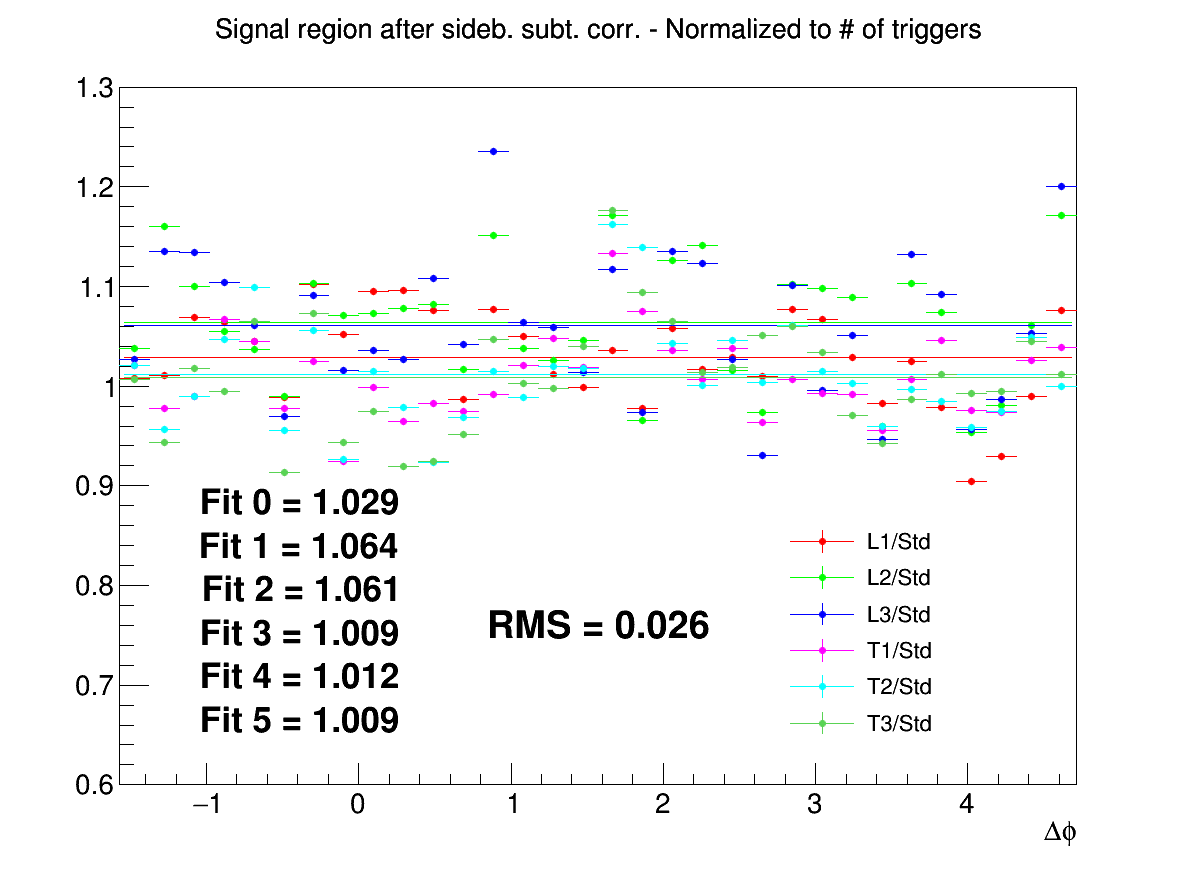 Signal region after sideb. subt. corr. - Normalized to # of triggers
1.3
1.2
1.1
1
0.9
0.8
0.7
0.6
Fit 0 = 1.029
Fit 1 = 1.064
Fit 2 = 1.061
Fit 3 = 1.009
Fit 4 = 1.012
Fit 5 = 1.009
RMS = 0.026
L1/Std
L2/Std
L3/Std
T1/Std
T2/Std
T3/Std
−1 0 1 2 3 4
Δϕ